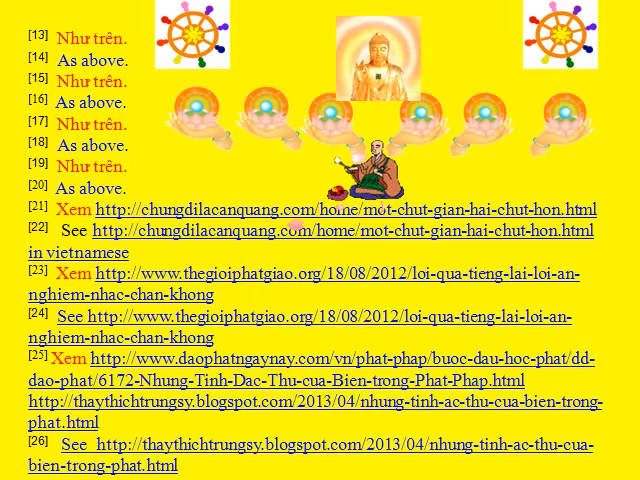 [13] Như trên.
[14] As above.
[15] Như trên.
[16] As above.
[17] Như trên.
[18] As above.
[19] Như trên.
[20] As above.
[21] Xem http://chungdilacanquang.com/home/mot-chut-gian-hai-chut-hon.html
[22] See http://chungdilacanquang.com/home/mot-chut-gian-hai-chut-hon.html
in vietnamese
[23] Xem http://www.thegioiphatgiao.org/18/08/2012/loi-qua-tieng-lai-loi-an-
nghiem-nhac-chan-khong
[24] See http://www.thegioiphatgiao.org/18/08/2012/loi-qua-tieng-lai-loi-an-
nghiem-nhac-chan-khong
[25] Xem http://www.daophatngaynay.com/vn/phat-phap/buoc-dau-hoc-phat/dd-
dao-phat/6172-Nhung-Tinh-Dac-Thu-cua-Bien-trong-Phat-Phap.html
http://thaythichtrungsy.blogspot.com/2013/04/nhung-tinh-ac-thu-cua-bien-trong-
phat.html
[26] See http://thaythichtrungsy.blogspot.com/2013/04/nhung-tinh-ac-thu-cua-
bien-trong-phat.html